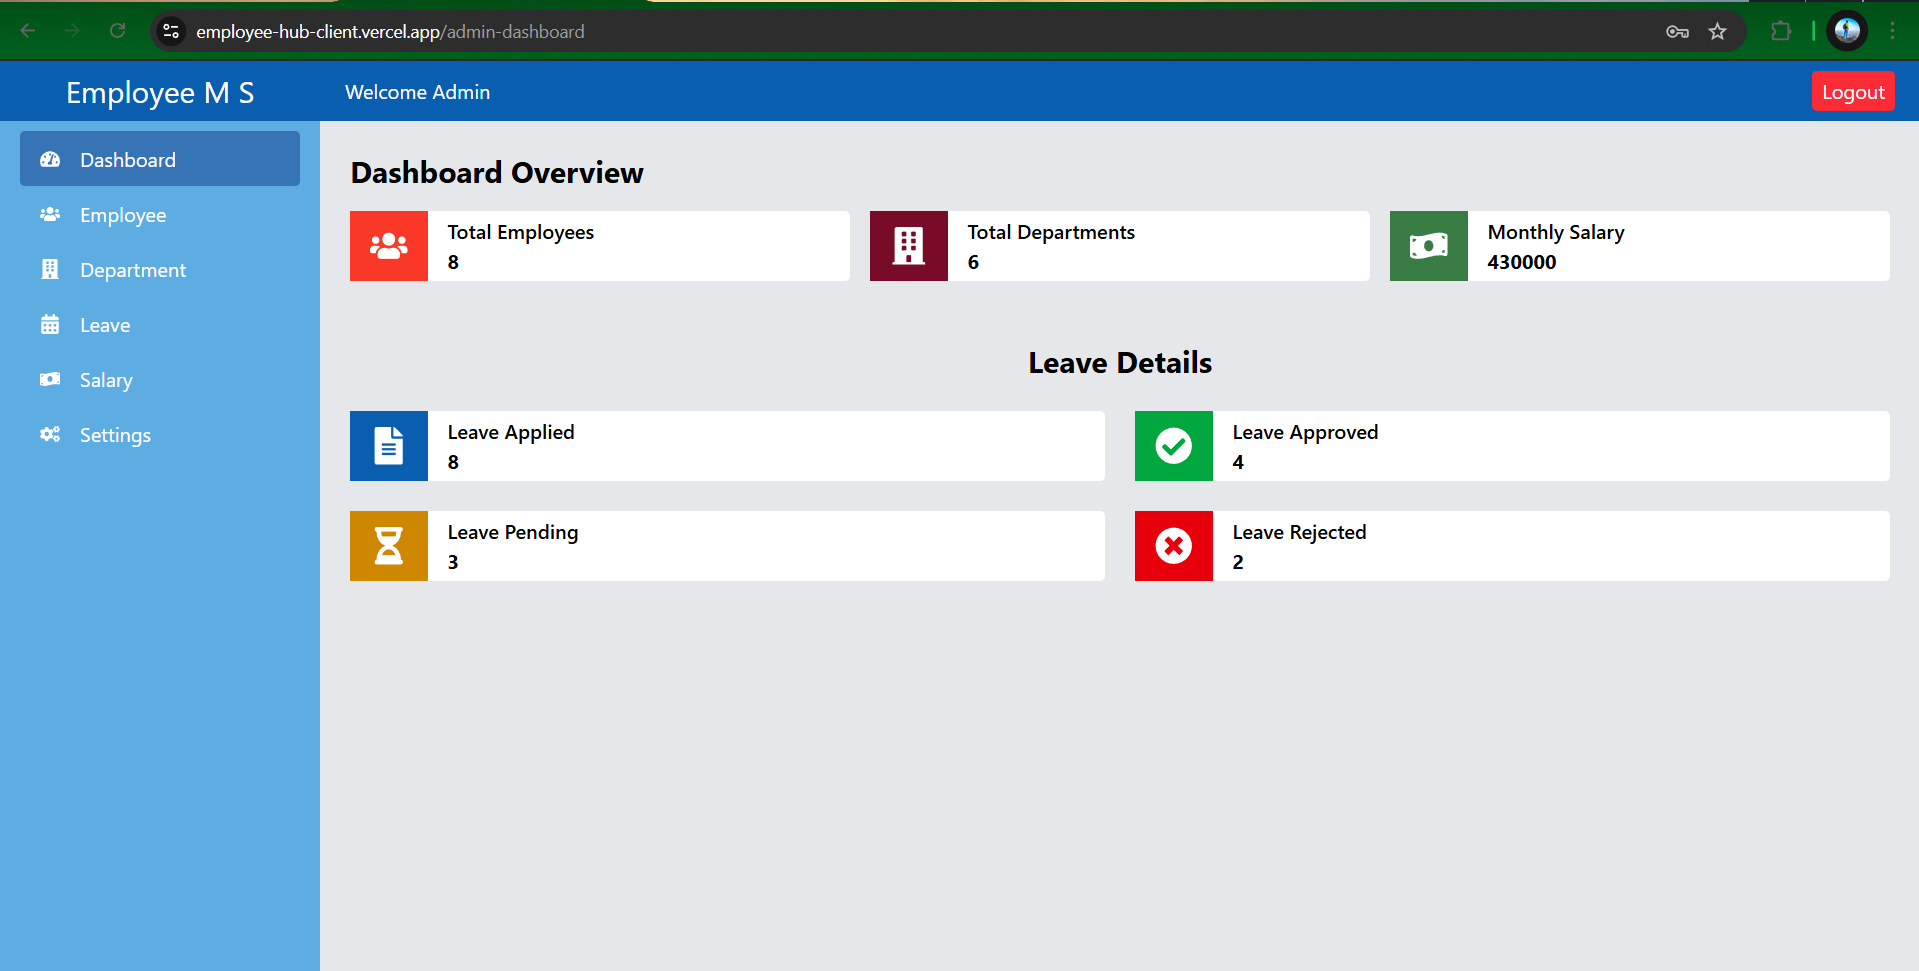 employee-hub-client.vercel.app/admin-dashboard
Employee M S
Welcome Admin
Logout
Dashboard
Employee
Department
Leave
Salary
Settings
Dashboard Overview
Total Employees
8
Total Departments
6
Monthly Salary
430000
Leave Details
Leave Applied
8
Leave Approved
4
Leave Pending
3
Leave Rejected
2